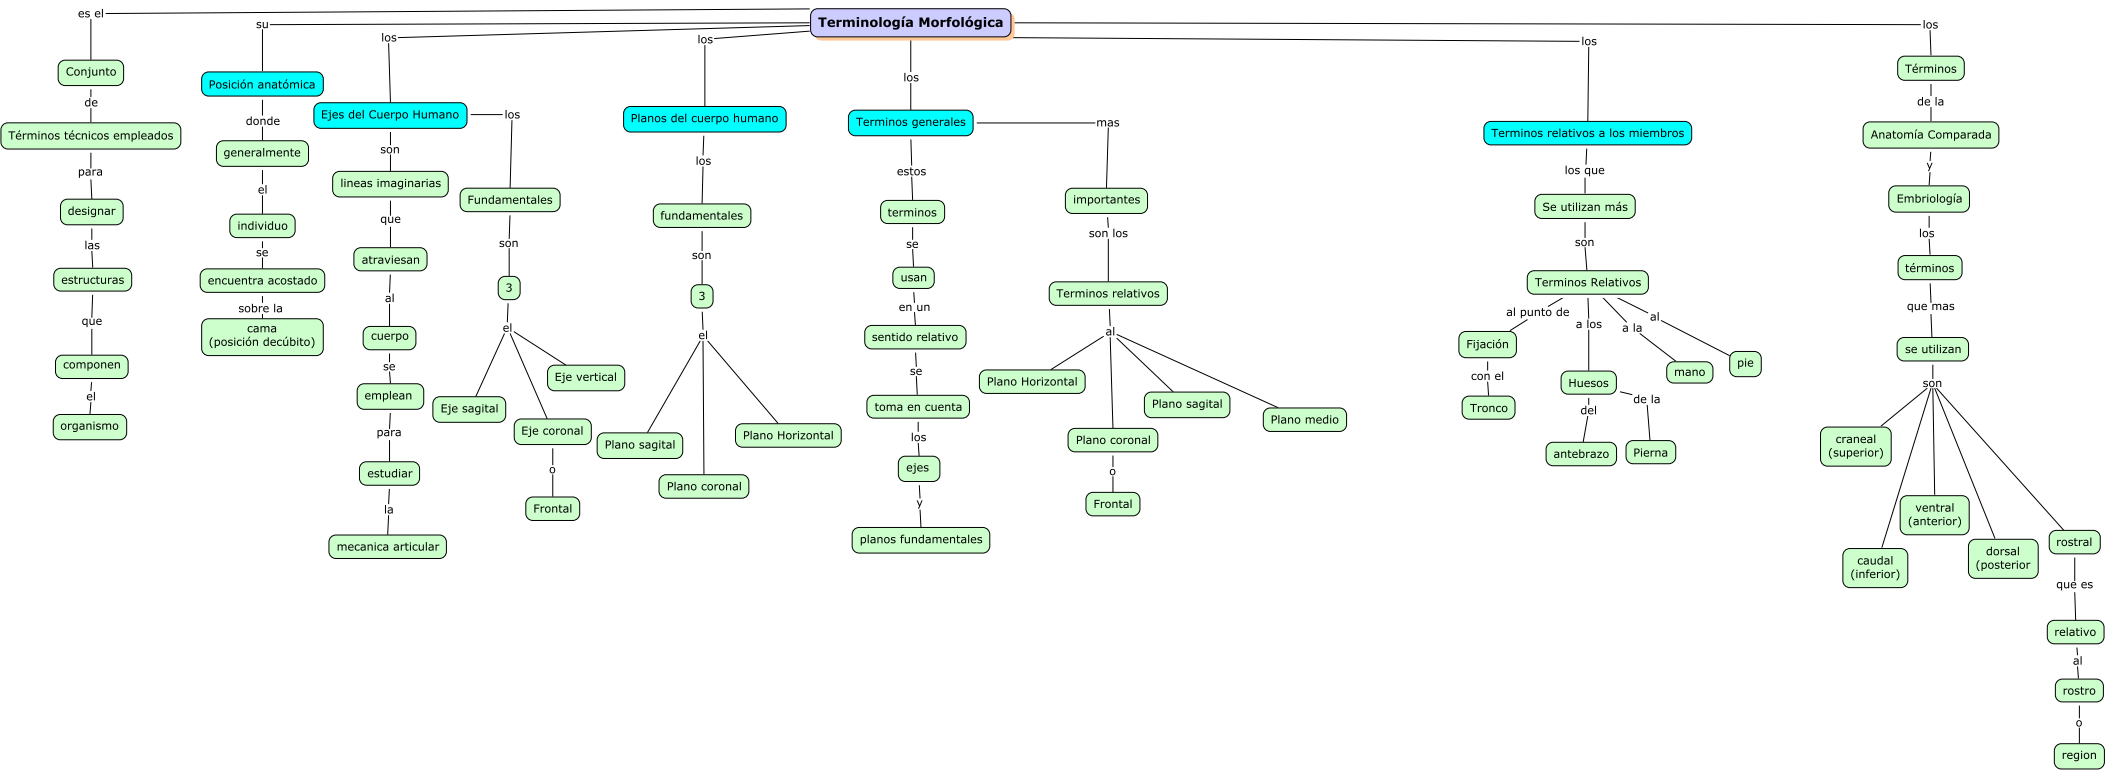 Terminología Morfológica
es el
Conjunto
de
Términos técnicos empleados
para
designar
las
estructuras
que
componen
el
organismo
su
Posición anatómica
donde
generalmente
el
individuo
se
encuentra acostado
sobre la
cama
(posición decúbito)
los
Ejes del Cuerpo Humano
son
lineas imaginarias
que
atraviesan
al
cuerpo
se
emplean
para
estudiar
la
mecanica articular
los
Fundamentales
son
3
el
Eje sagital
Eje coronal
o
Frontal
Eje vertical
los
Planos del cuerpo humano
los
fundamentales
son
3
el
Plano sagital
Plano coronal
Plano Horizontal
los
Terminos generales
estos
terminos
se
usan
en un
sentido relativo
se
toma en cuenta
los
ejes
y
planos fundamentales
mas
importantes
son los
Terminos relativos
al
Plano Horizontal
Plano coronal
o
Frontal
Plano sagital
Plano medio
los
Terminos relativos a los miembros
los que
Se utilizan más
son
Terminos Relativos
al punto de
Fijación
con el
Tronco
a los
Huesos
del
antebrazo
de la
Pierna
a la
mano
al
pie
los
Términos
de la
Anatomía Comparada
y
Embriología
los
términos
que mas
se utilizan
son
craneal
(superior)
caudal
(inferior)
ventral
(anterior)
dorsal
(posterior
rostral
que es
relativo
al
rostro
o
region